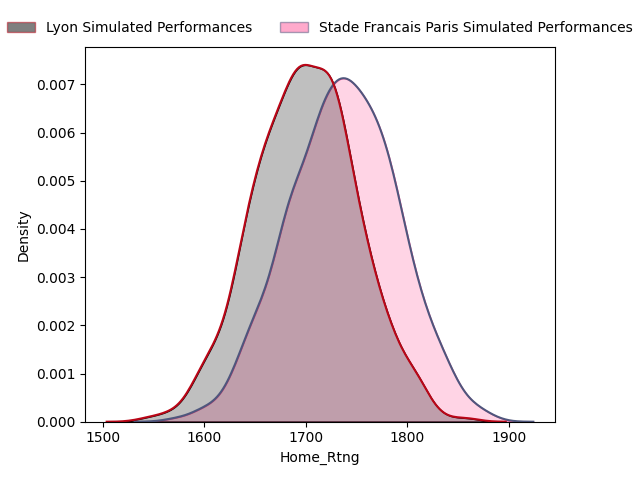 Lyon Simulated Performances Stade Francais Paris Simulated Performances
0.007
0.006
0.005
0.004
0.003
0.002
0.001
0.000
Density
1500 1600 1700 1800 1900
Home_Rtng